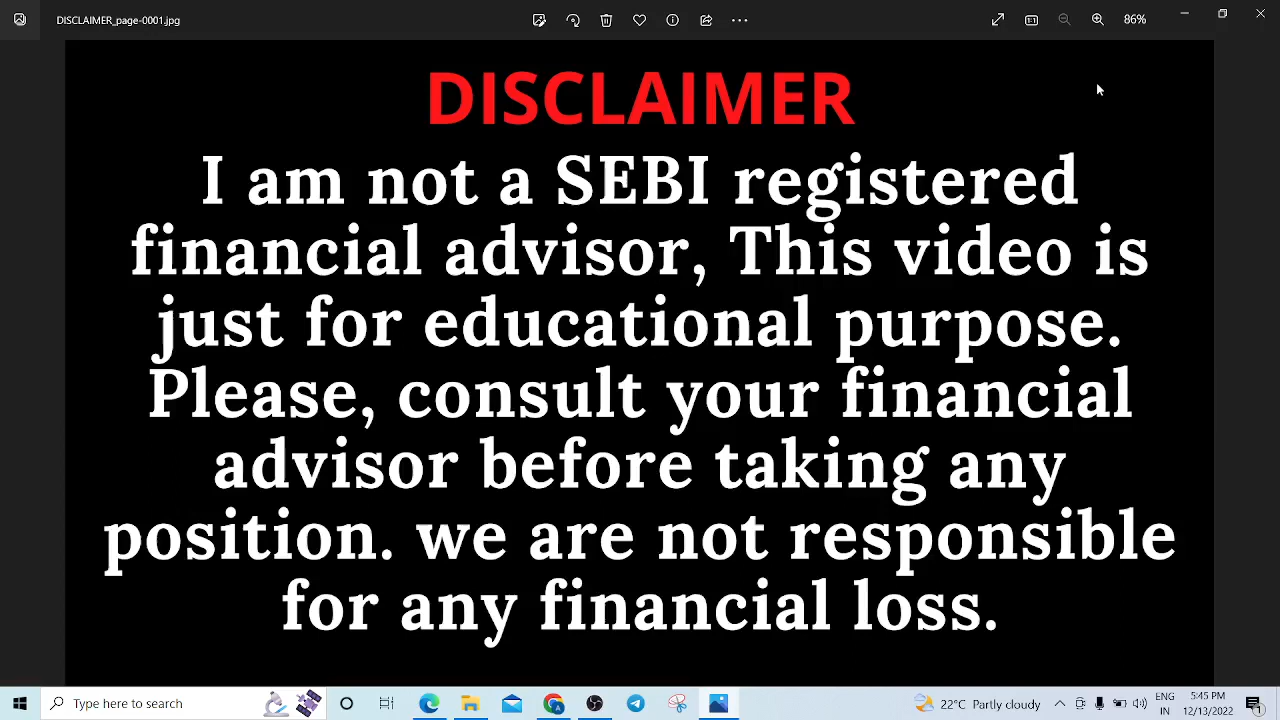 DISCLAIMER_page-0001.jpg
86%
DISCLAIMER
I am not a SEBI registered
financial advisor, This video is
just for educational purpose.
Please, consult your financial
advisor before taking any
position. we are not responsible
for any financial loss.
Type here to search
22°C Partly cloudy
ENG
IN
5:45 PM
12/13/2022
1